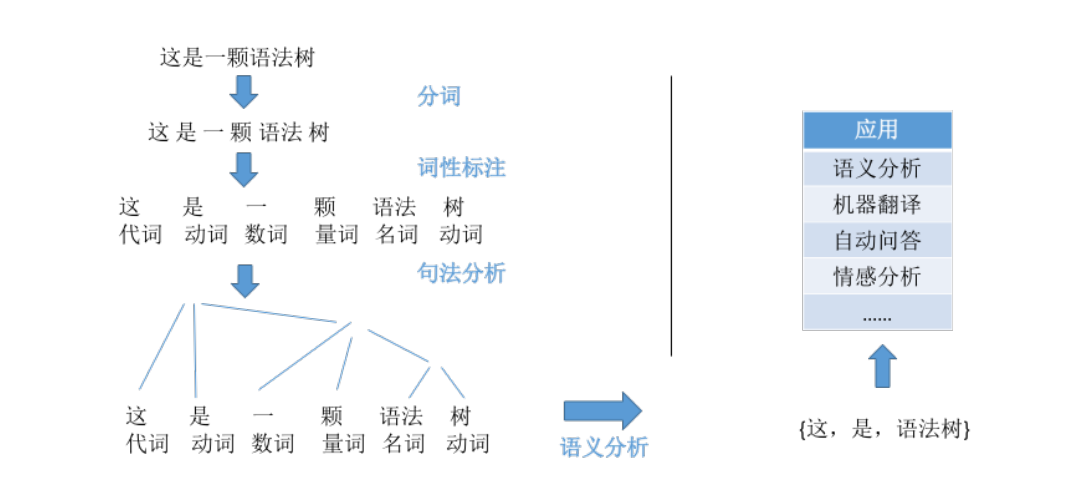 这是一颗语法树
分词
这 是 一 颗 语法 树
词性标注
这 是 一 颗 语法 树
代词 动词 数词 量词 名词 动词
句法分析
这 是 一 颗 语法 树
代词 动词 数词 量词 名词 动词
语义分析
应用
语义分析
机器翻译
自动问答
情感分析
......
{这，是，语法树}